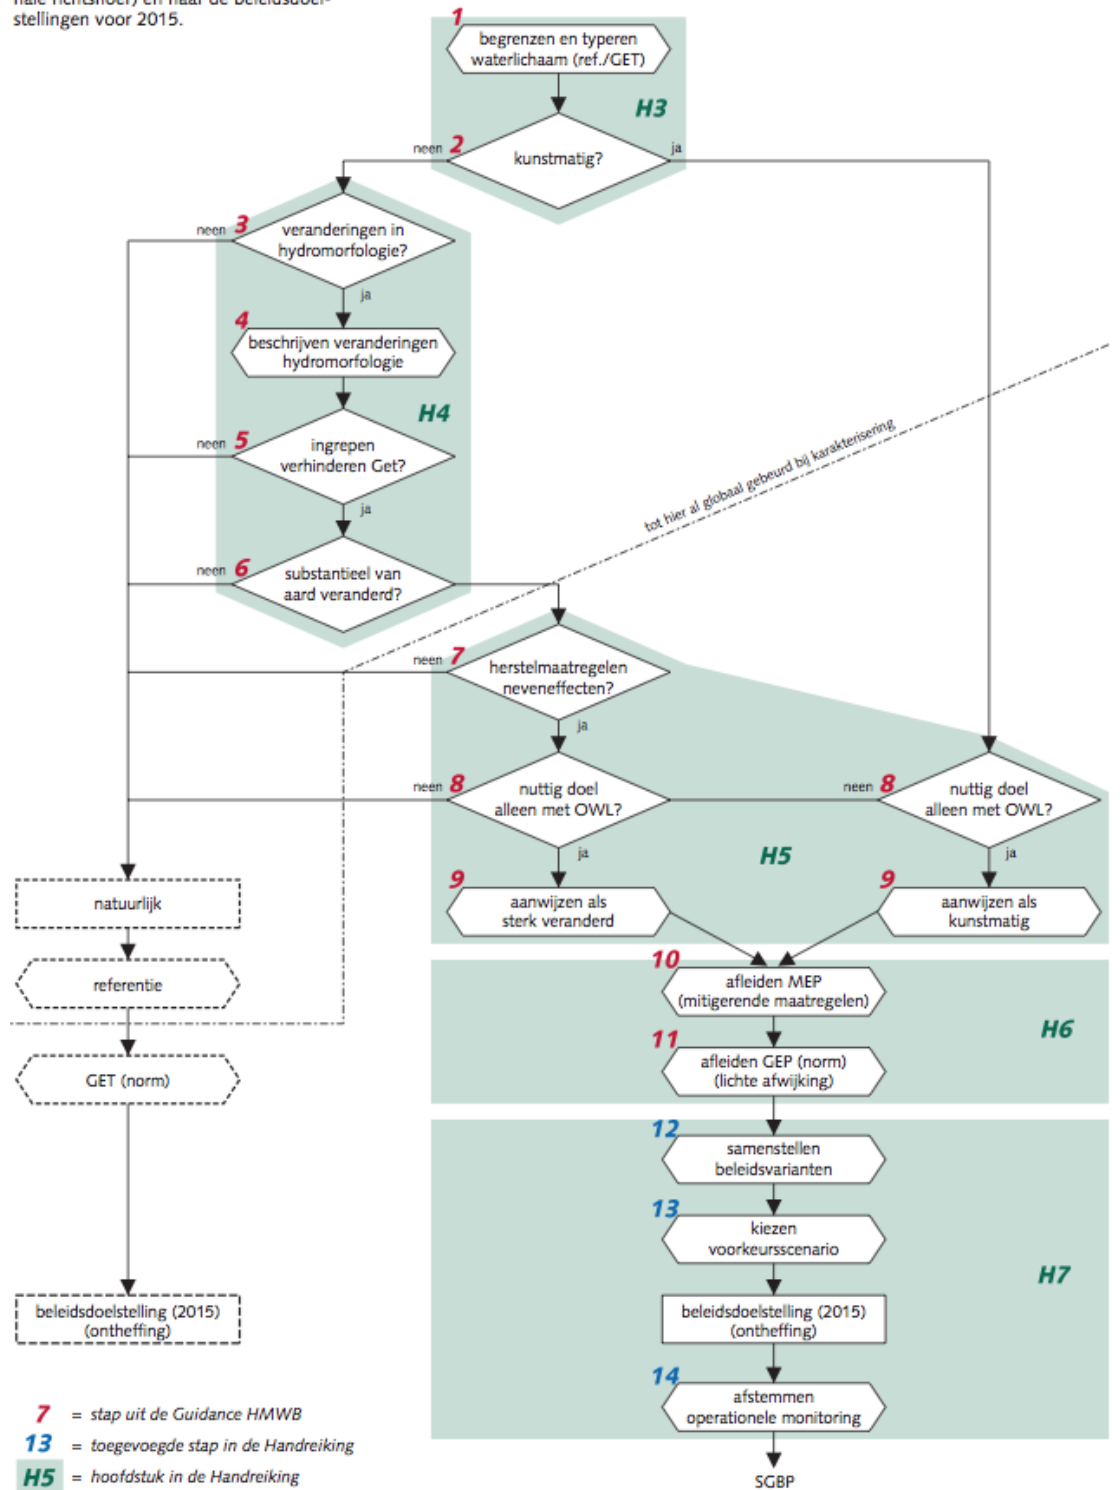 stellingen voor 2015.
1
begrenzen en typeren
waterlichaam (ref./GET)
H3
neen 2
kunstmatig?
ja
neen 3
veranderingen in
hydromorfologie?
ja
4
beschrijven veranderingen
hydromorfologie
H4
neen 5
ingrepen
verhinderen Get?
ja
tot hier al globaal gebeurd bij karakterisering
neen 6
substantieel van
aard veranderd?
neen 7
herstelmaatregelen
neveneffecten?
ja
neen 8
nuttig doel
alleen met OWL?
ja
neen 8
nuttig doel
alleen met OWL?
ja
H5
9
aanwijzen als
sterk veranderd
9
aanwijzen als
kunstmatig
natuurlijk
referentie
GET (norm)
beleidsdoelstelling (2015)
(ontheffing)
10
afleiden MEP
(mitigerende maatregelen)
H6
11
afleiden GEP (norm)
(lichte afwijking)
12
samenstellen
beleidsvarianten
13
kiezen
voorkeursscenario
H7
beleidsdoelstelling (2015)
(ontheffing)
14
afstemmen
operationele monitoring
SGBP
7 = stap uit de Guidance HMWB
13 = toegevoegde stap in de Handreiking
H5 = hoofdstuk in de Handreiking